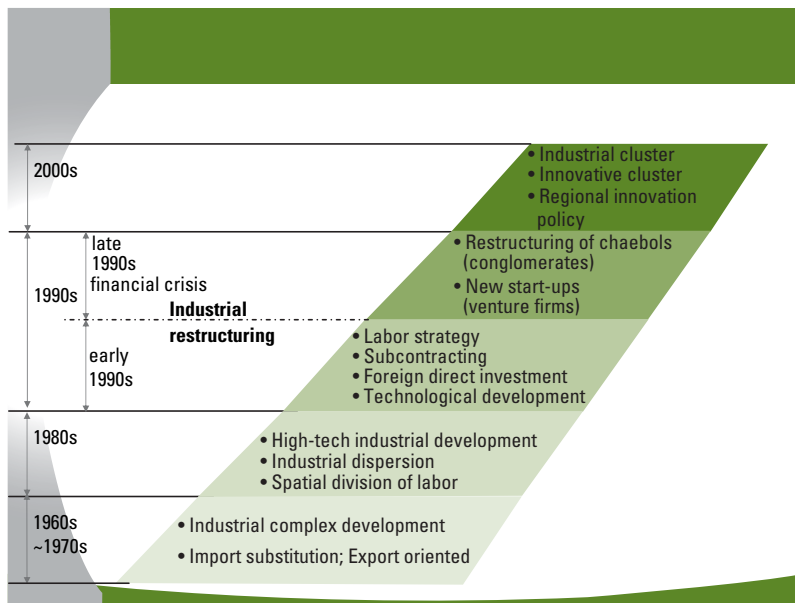 2000s
• Industrial cluster
• Innovative cluster
• Regional innovation
policy
1990s
late
1990s
financial crisis
• Restructuring of chaebols
(conglomerates)
• New start-ups
(venture firms)
Industrial
restructuring
early
1990s
• Labor strategy
• Subcontracting
• Foreign direct investment
• Technological development
1980s
• High-tech industrial development
• Industrial dispersion
• Spatial division of labor
1960s
~1970s
• Industrial complex development
• Import substitution; Export oriented